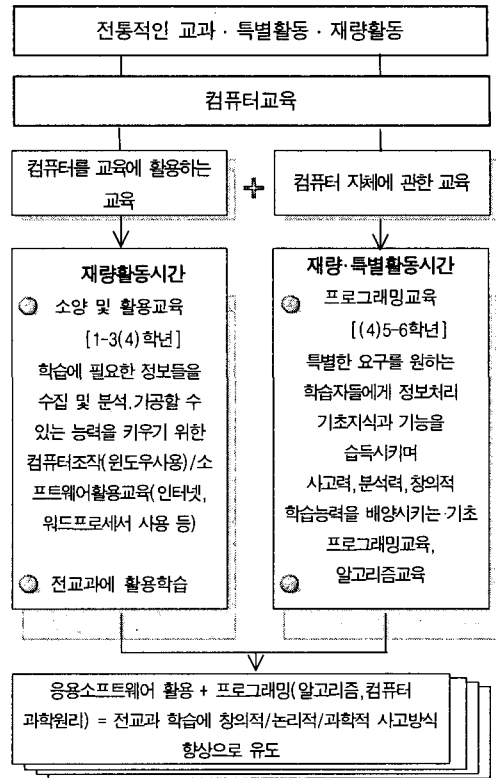 전통적인 교과·특별활동·재량활동
컴퓨터교육
컴퓨터를 교육에 활용하는
교육
컴퓨터 자체에 관한 교육
재량활동시간
소양 및 활용교육
[1-3(4)학년]
학습에 필요한 정보들을
수집 및 분석,가공할 수
있는 능력을 키우기 위한
컴퓨터조작(윈도우사용)/소
프트웨어활용교육(인터넷,
워드프로세서 사용 등)
전교과에 활용학습
재량·특별활동시간
프로그래밍교육
[(4)5-6학년]
특별한 요구를 원하는
학습자들에게 정보처리
기초지식과 기능을
습득시키며
사고력,분석력,창의적
학습능력을 배양시키는 기초
프로그래밍교육,
알고리즘교육
응용소프트웨어 활용 + 프로그래밍(알고리즘,컴퓨터
과학원리) = 전교과 학습에 창의적/논리적/과학적 사고방식
향상으로 유도